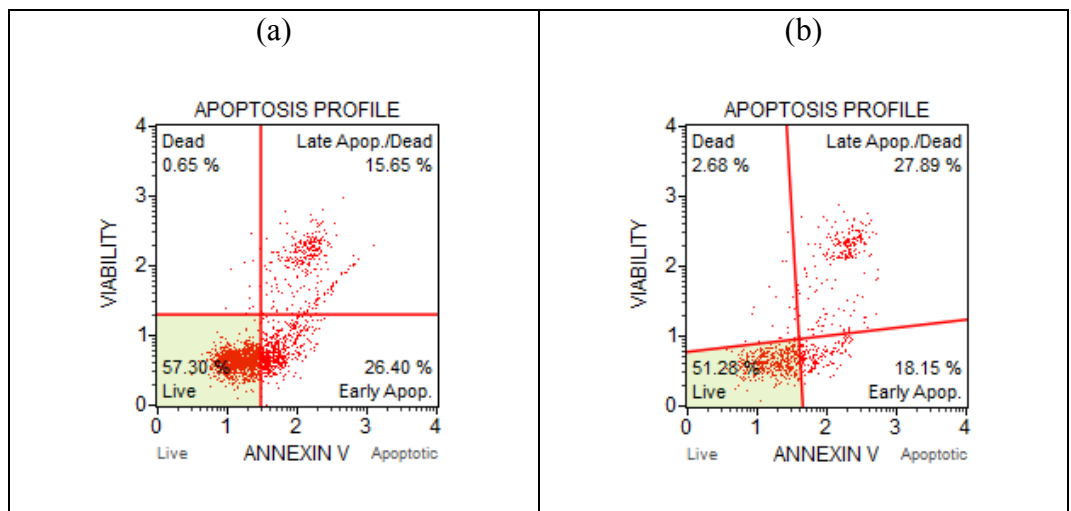 (a)
APOPTOSIS PROFILE
4
Dead
Late Apop./Dead
0.65 %
15.65 %
3
VIABILITY
2
1
57.30 %
26.40 %
Live
Early Apop.
0
0 1 2 3 4
Live ANNEXIN V Apoptotic
(b)
APOPTOSIS PROFILE
4
Dead
Late Apop./Dead
2.68 %
27.89 %
3
VIABILITY
2
1
51.28 %
18.15 %
Live
Early Apop.
0
0 1 2 3 4
Live ANNEXIN V Apoptotic